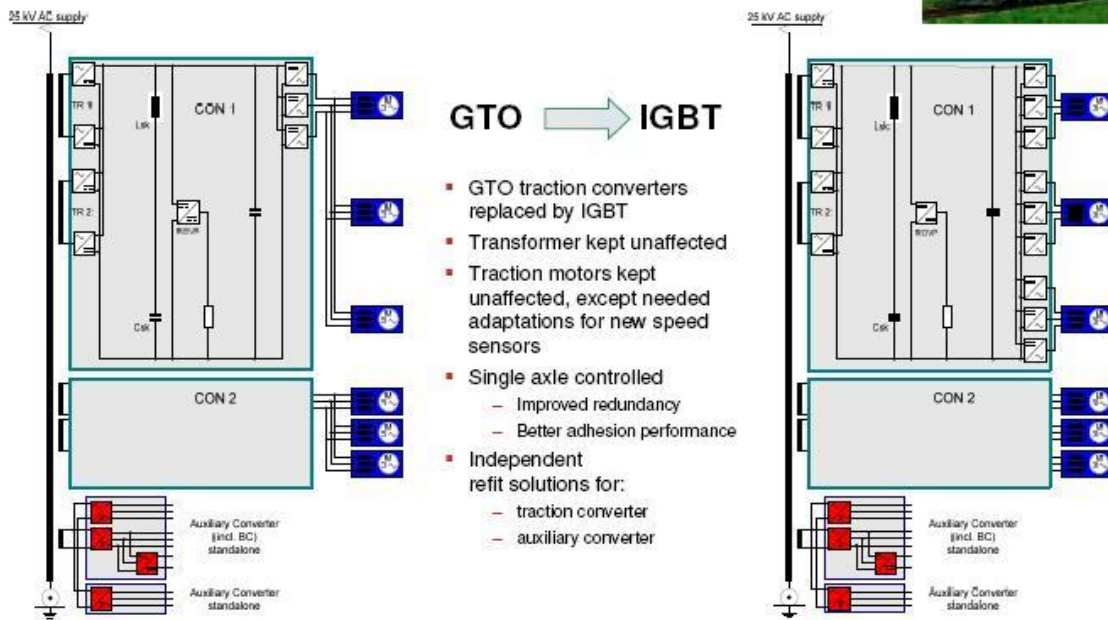 25 kV AC supply
TR 1
Lsk
CON 1
TR 2
Csk
CON 2
Auxiliary Converter
(incl. BC)
standalone
Auxiliary Converter
standalone
GTO
IGBT
GTO traction converters
replaced by IGBT
Transformer kept unaffected
Traction motors kept
unaffected, except needed
adaptations for new speed
sensors
Single axle controlled
– Improved redundancy
– Better adhesion performance
Independent
refit solutions for:
– traction converter
– auxiliary converter
25 kV AC supply
TR 1
Lsk
CON 1
TR 2
Csk
CON 2
Auxiliary Converter
(incl. BC)
standalone
Auxiliary Converter
standalone